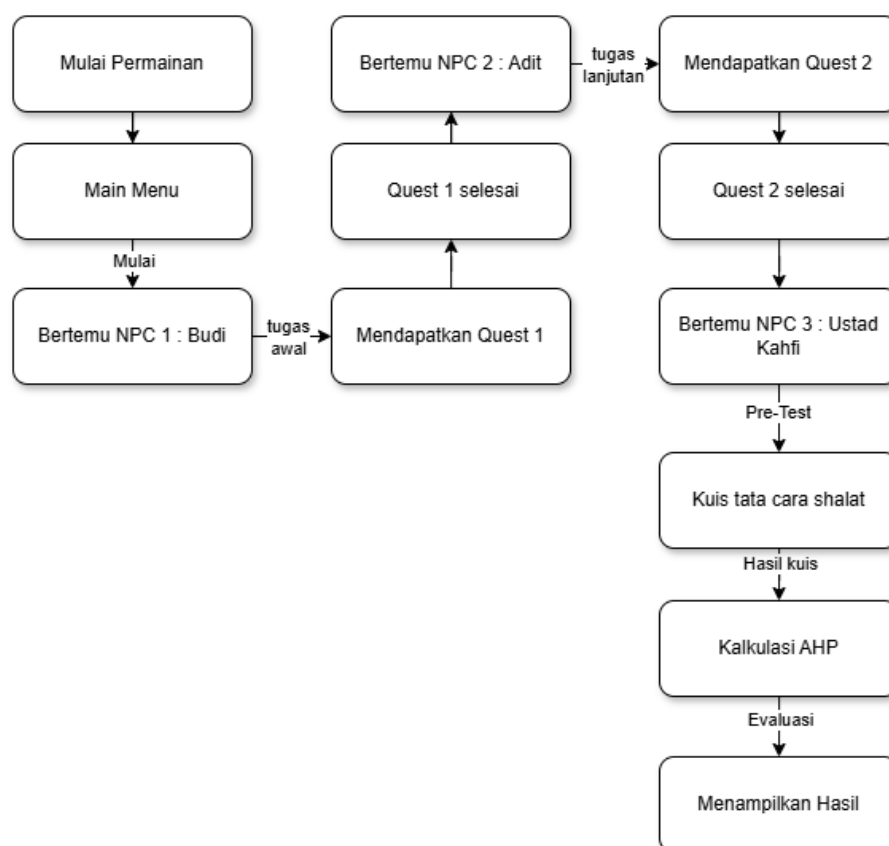 Mulai Permainan
Main Menu
Mulai
Bertemu NPC 1 : Budi
tugas
awal
Mendapatkan Quest 1
Quest 1 selesai
Bertemu NPC 2 : Adit
tugas
lanjutan
Mendapatkan Quest 2
Quest 2 selesai
Bertemu NPC 3 : Ustad
Kahfi
Pre-Test
Kuis tata cara shalat
Hasil kuis
Kalkulasi AHP
Evaluasi
Menampilkan Hasil